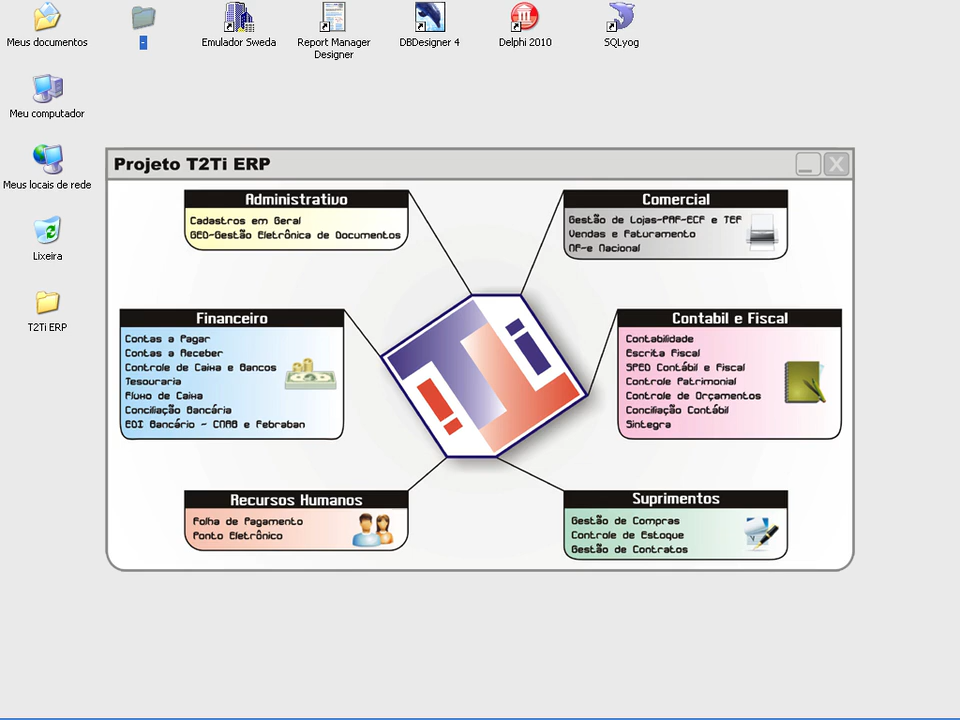 Meus documentos
-
Emulador Sweda
Report Manager
Designer
DBDesigner 4
Delphi 2010
SQLyog
Meu computador
Meus locais de rede
Lixeira
T2Ti ERP
Projeto T2Ti ERP
X
Administrativo
Cadastros em Geral
GED-Gestão Eletrônica de Documentos
Comercial
Gestão de Lojas-PAF-ECF e TEF
Vendas e Faturamento
NF-e Nacional
Financeiro
Contas a Pagar
Contas a Receber
Controle de Caixa e Bancos
Tesouraria
Fluxo de Caixa
Conciliação Bancária
EDI Bancário - CNAB e Febraban
Contabil e Fiscal
Contabilidade
Escrita Fiscal
SPED Contábil e Fiscal
Controle Patrimonial
Controle de Orçamentos
Conciliação Contábil
Sintegra
T2Ti
Recursos Humanos
Folha de Pagamento
Ponto Eletrônico
Suprimentos
Gestão de Compras
Controle de Estoque
Gestão de Contratos